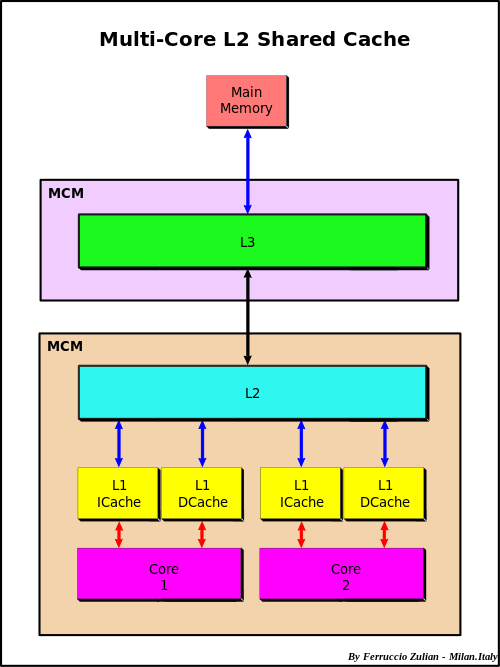 Multi-Core L2 Shared Cache
Main
Memory
MCM
L3
MCM
L2
L1
ICache
L1
DCache
L1
ICache
L1
DCache
Core
1
Core
2
By Ferruccio Zulian - Milan.Italy